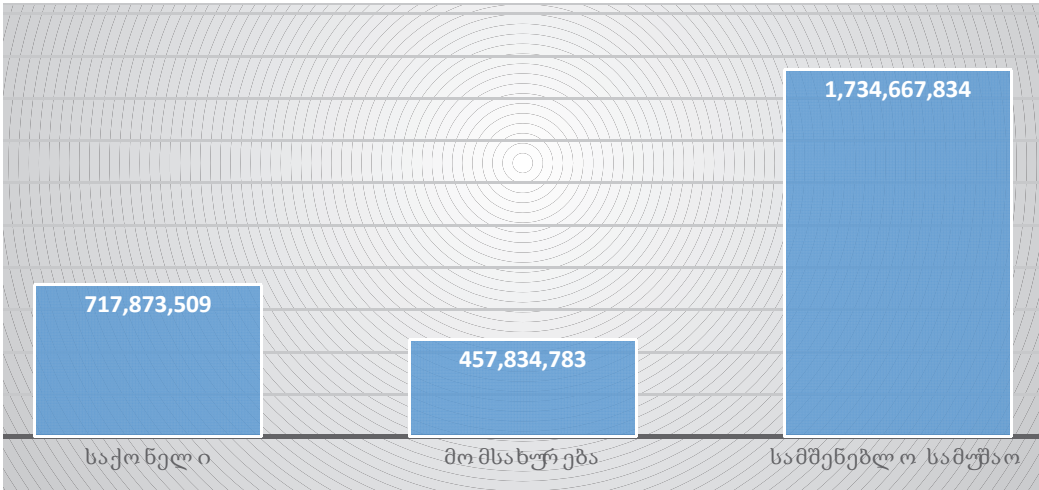 1,734,667,834
717,873,509
457,834,783
საქონელი
მომსახურება
სამშენებლო სამუშაო